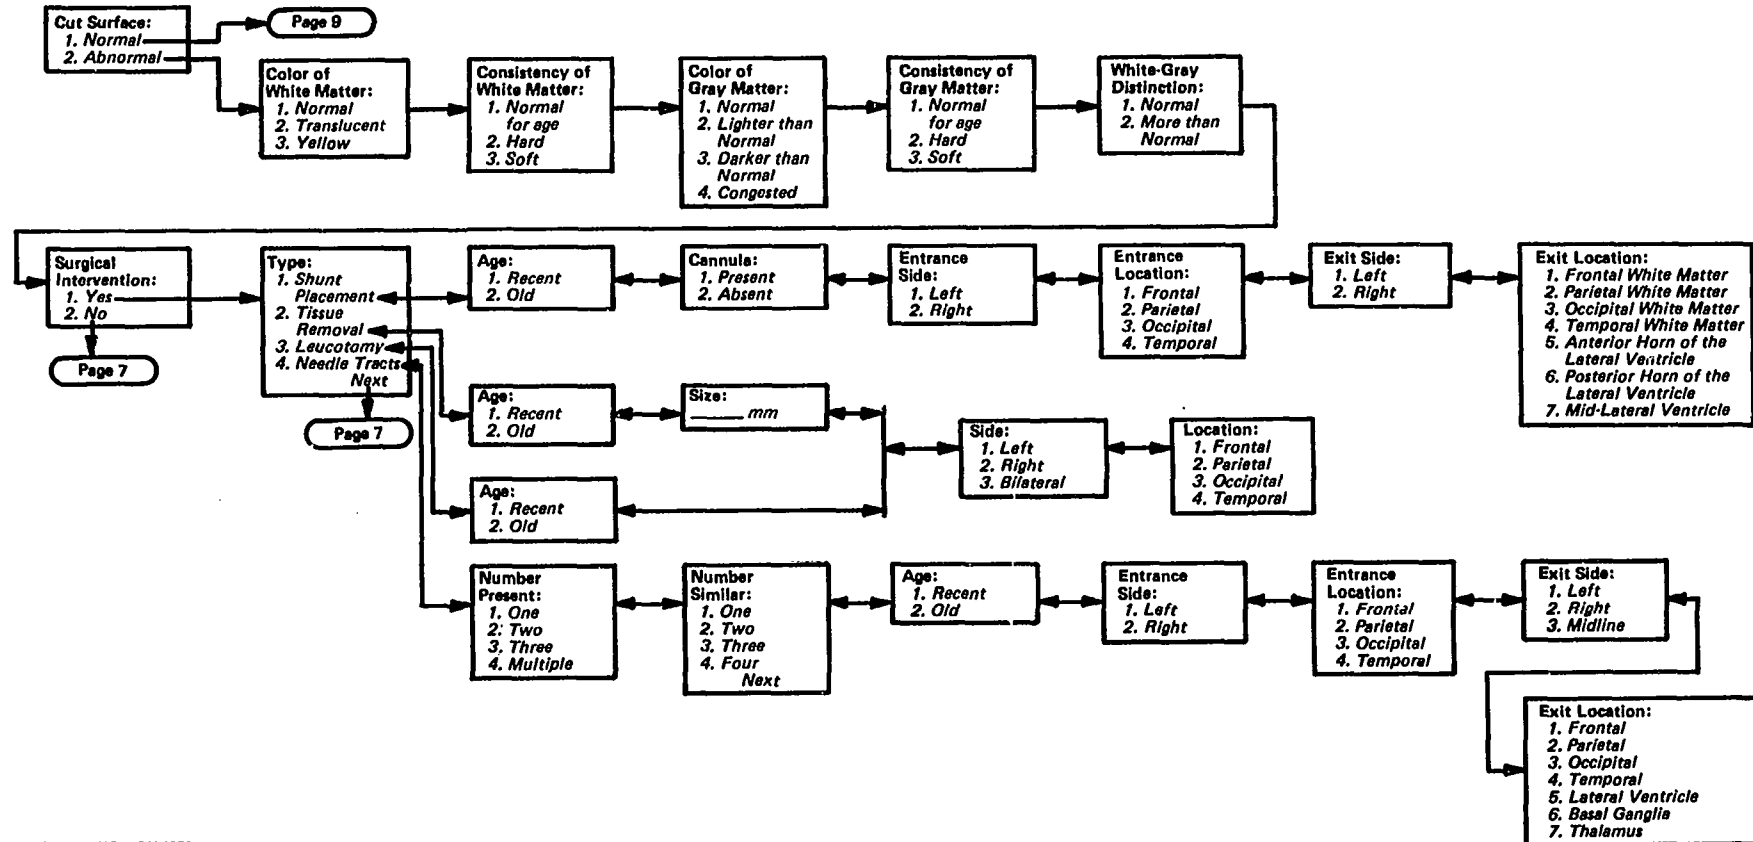 Cut Surface:
1. Normal
2. Abnormal
Page 9
Color of
White Matter:
1. Normal
2. Translucent
3. Yellow
Consistency of
White Matter:
1. Normal
for age
2. Hard
3. Soft
Color of
Gray Matter:
1. Normal
2. Lighter than
Normal
3. Darker than
Normal
4. Congested
Consistency of
Gray Matter:
1. Normal
for age
2. Hard
3. Soft
White-Gray
Distinction:
1. Normal
2. More than
Normal
Surgical
Intervention:
1. Yes
2. No
Page 7
Type:
1. Shunt
Placement
2. Tissue
Removal
3. Leucotomy
4. Needle Tracts
Next
Page 7
Age:
1. Recent
2. Old
Cannula:
1. Present
2. Absent
Entrance
Side:
1. Left
2. Right
Entrance
Location:
1. Frontal
2. Parietal
3. Occipital
4. Temporal
Exit Side:
1. Left
2. Right
Exit Location:
1. Frontal White Matter
2. Parietal White Matter
3. Occipital White Matter
4. Temporal White Matter
5. Anterior Horn of the
Lateral Ventricle
6. Posterior Horn of the
Lateral Ventricle
7. Mid-Lateral Ventricle
Age:
1. Recent
2. Old
Size:
_____ mm
Side:
1. Left
2. Right
3. Bilateral
Location:
1. Frontal
2. Parietal
3. Occipital
4. Temporal
Age:
1. Recent
2. Old
Number
Present:
1. One
2. Two
3. Three
4. Multiple
Number
Similar:
1. One
2. Two
3. Three
4. Four
Next
Age:
1. Recent
2. Old
Entrance
Side:
1. Left
2. Right
Entrance
Location:
1. Frontal
2. Parietal
3. Occipital
4. Temporal
Exit Side:
1. Left
2. Right
3. Midline
Exit Location:
1. Frontal
2. Parietal
3. Occipital
4. Temporal
5. Lateral Ventricle
6. Basal Ganglia
7. Thalamus